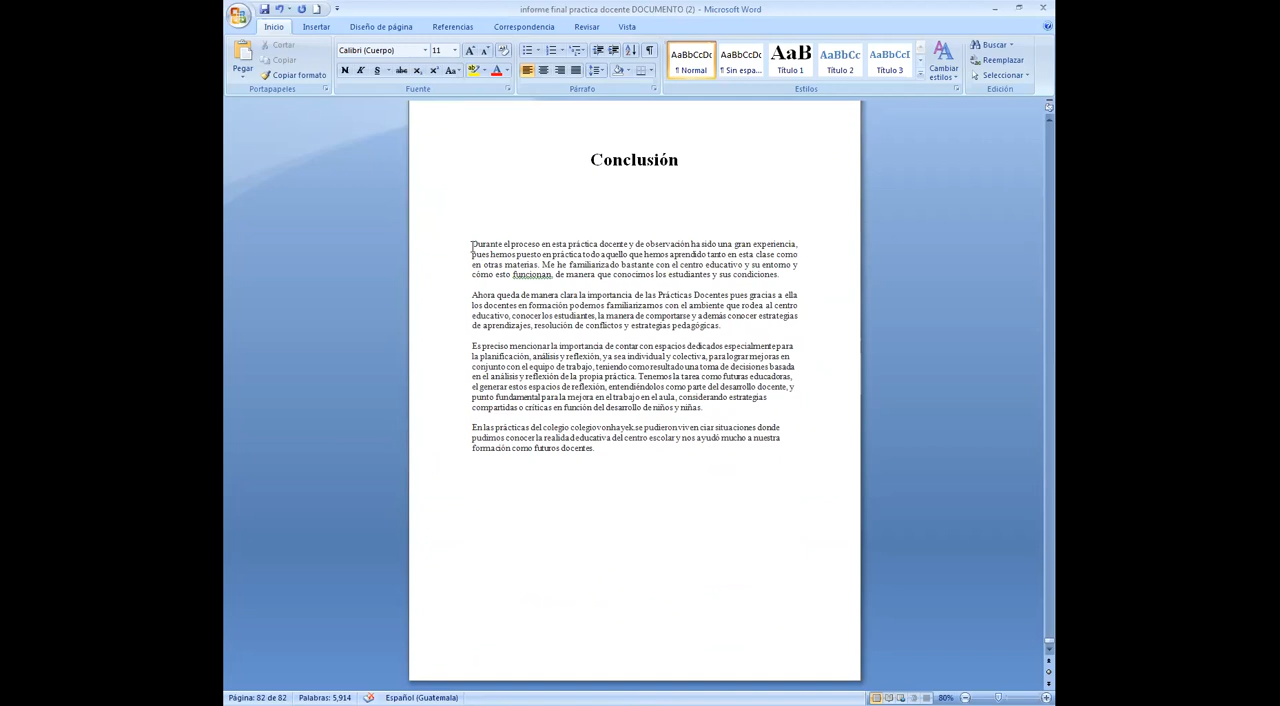 informe final practica docente DOCUMENTO (2) - Microsoft Word
Inicio Insertar Diseño de página Referencias Correspondencia Revisar Vista
Pegar
Cortar
Copiar
Copiar formato
Portapapeles
Calibri (Cuerpo) 11
Fuente
Párrafo
AaBbCcDc AaBbCcDc AaB AaBbCc AaBbCcI
¶ Normal ¶ Sin espa... Título 1 Título 2 Título 3
Cambiar
estilos
Estilos
Buscar
Reemplazar
Seleccionar
Edición
Conclusión
Durante el proceso en esta práctica docente y de observación ha sido una gran experiencia,
pues hemos puesto en práctica todo aquello que hemos aprendido tanto en esta clase como
en otras materias. Me he familiarizado bastante con el centro educativo y su entorno y
cómo esto funcionan, de manera que conocimos los estudiantes y sus condiciones.
Ahora queda de manera clara la importancia de las Prácticas Docentes pues gracias a ella
los docentes en formación podemos familiarizarnos con el ambiente que rodea al centro
educativo, conocer los estudiantes, la manera de comportarse y además conocer estrategias
de aprendizajes, resolución de conflictos y estrategias pedagógicas.
Es preciso mencionar la importancia de contar con espacios dedicados especialmente para
la planificación, análisis y reflexión, ya sea individual y colectiva, para lograr mejoras en
conjunto con el equipo de trabajo, teniendo como resultado una toma de decisiones basada
en el análisis y reflexión de la propia práctica. Tenemos la tarea como futuras educadoras,
el generar estos espacios de reflexión, entendiéndolos como parte del desarrollo docente, y
punto fundamental para la mejora en el trabajo en el aula, considerando estrategias
compartidas o críticas en función del desarrollo de niños y niñas.
En las prácticas del colegio colegio vonhayek.se pudieron viven ciar situaciones donde
pudimos conocer la realidad educativa del centro escolar y nos ayudó mucho a nuestra
formación como futuros docentes.
Página: 82 de 82 Palabras: 5,914 Español (Guatemala) 80%